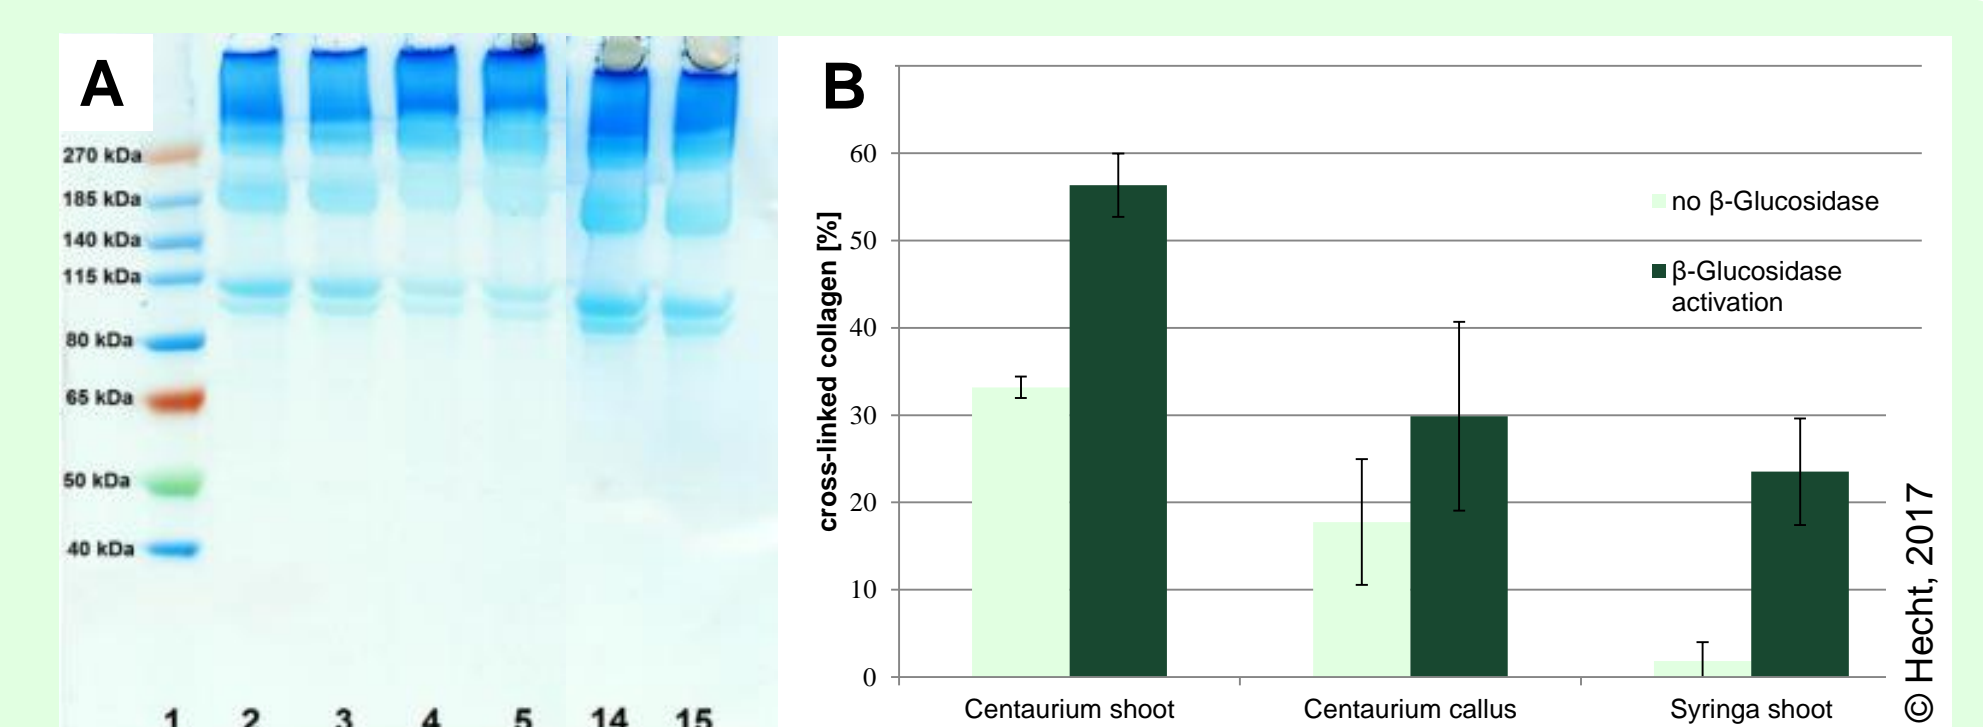 A
270 kDa
185 kDa
140 kDa
115 kDa
80 kDa
65 kDa
50 kDa
40 kDa
1 2 3 4 5 14 15
B
cross-linked collagen [%]
60
50
40
30
20
10
0
no β-Glucosidase
β-Glucosidase
activation
Centaurium shoot Centaurium callus Syringa shoot
© Hecht, 2017